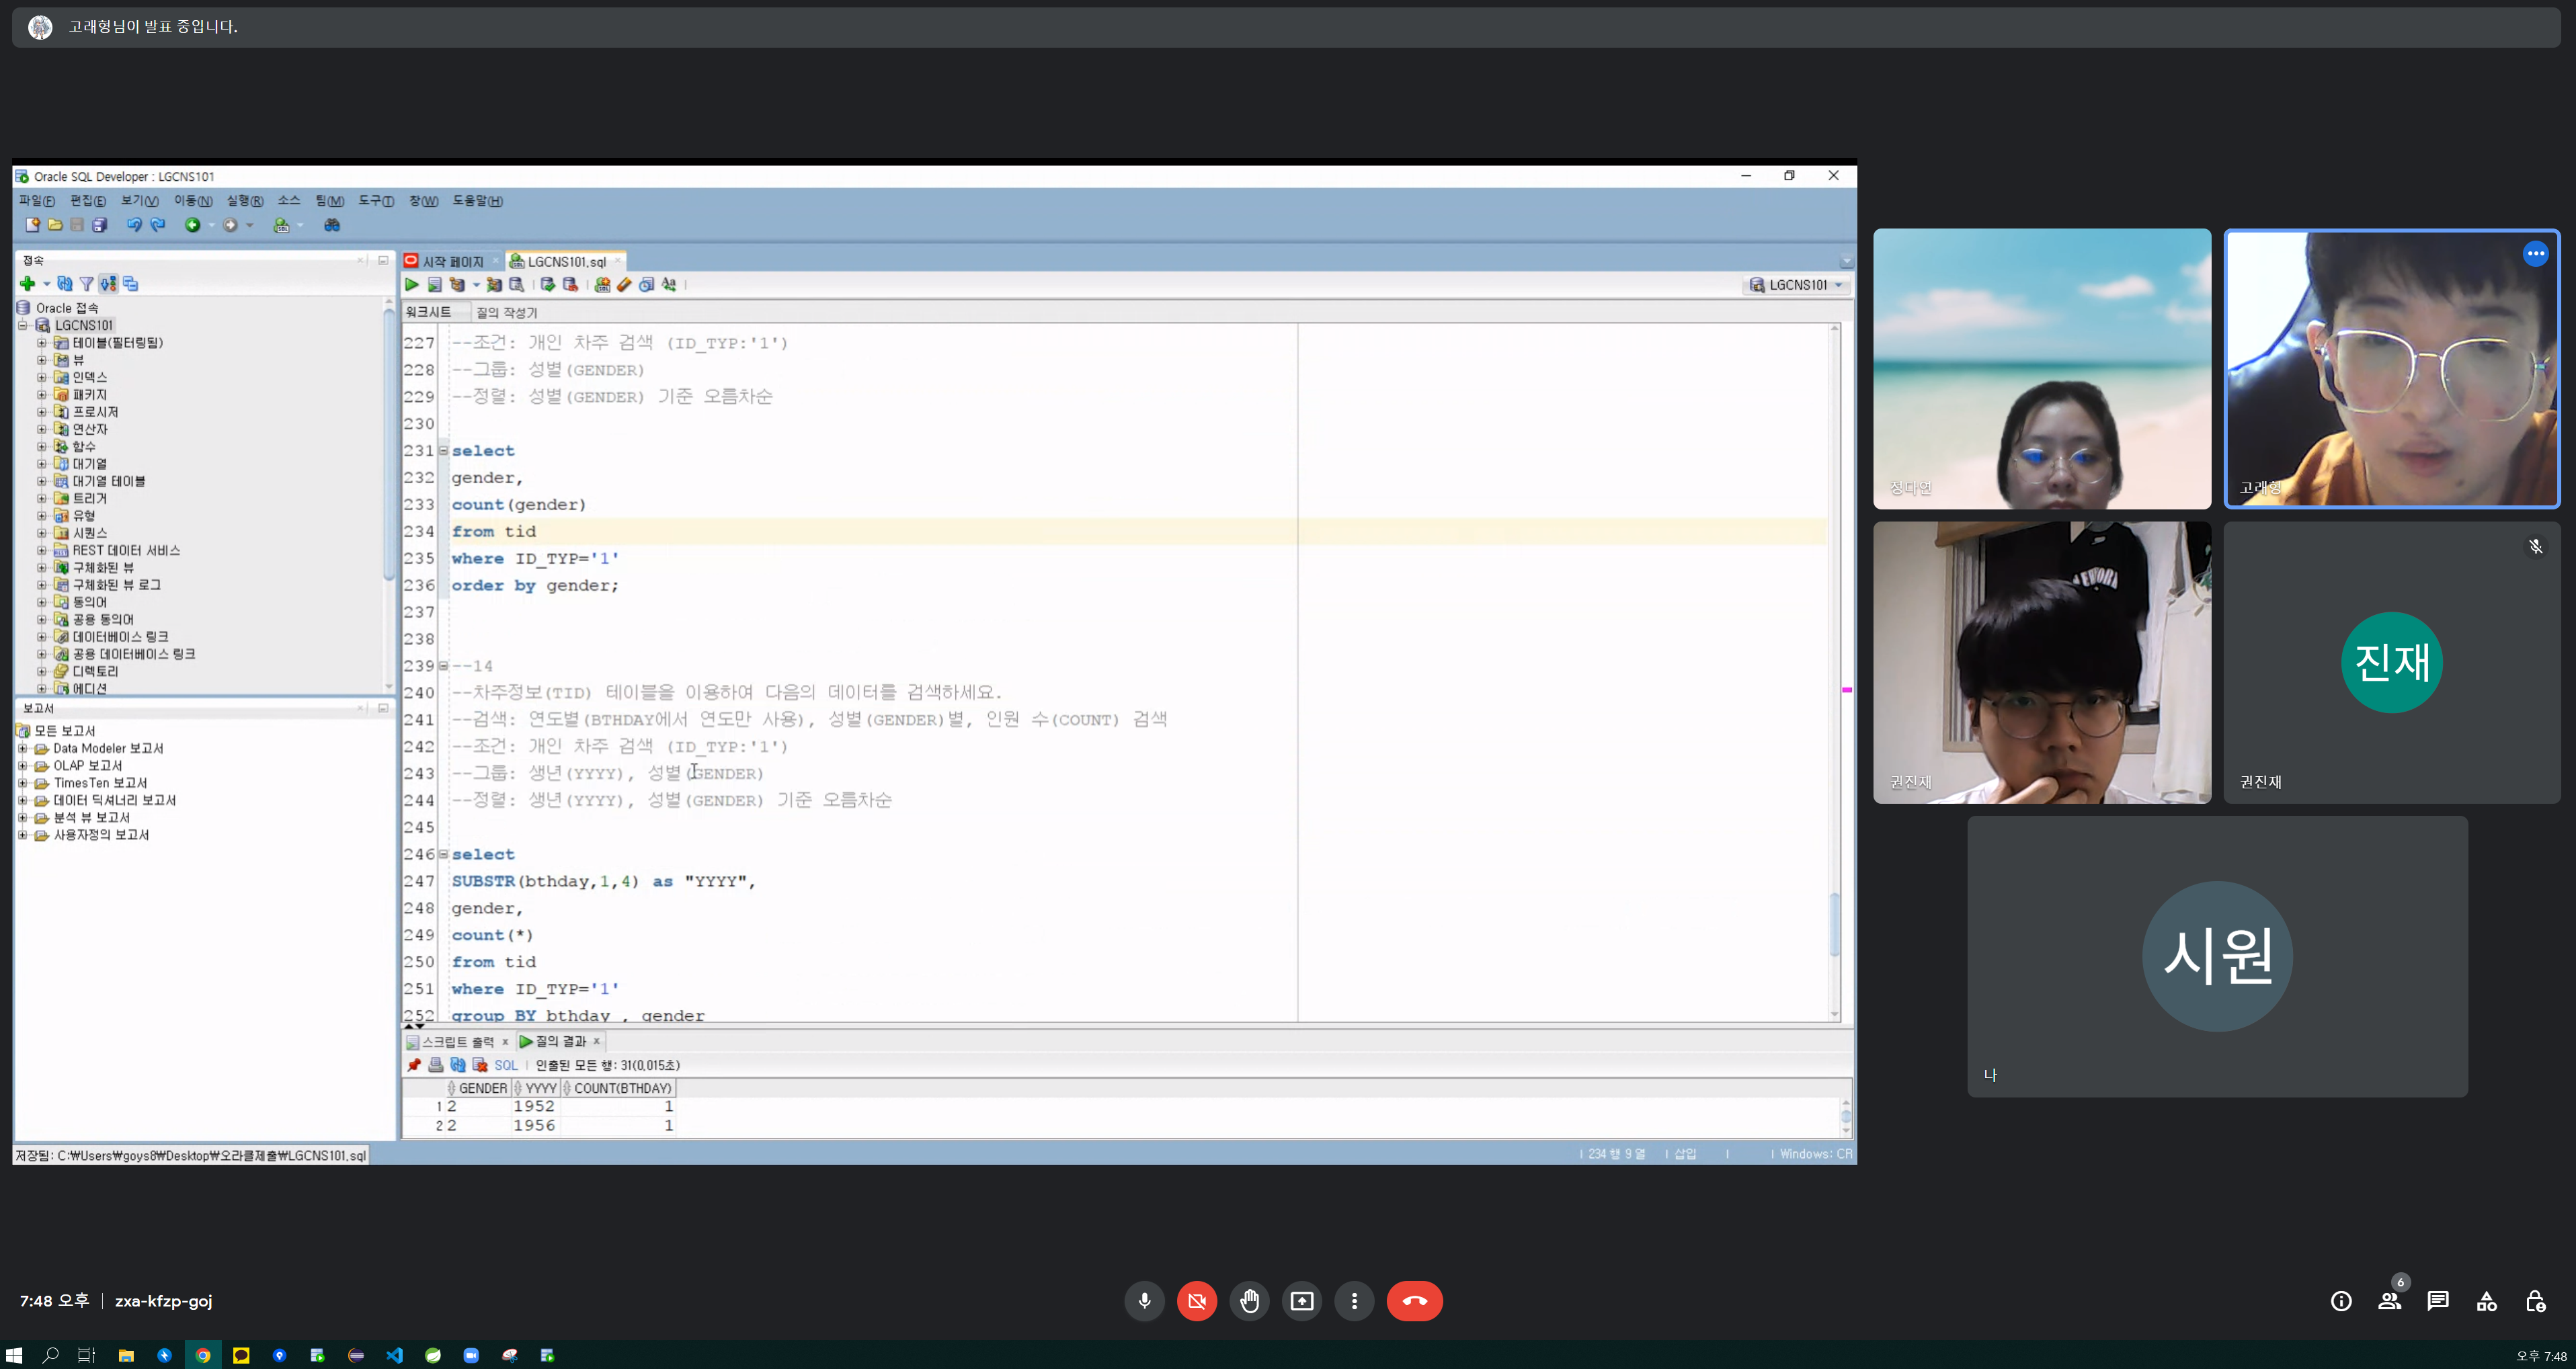 고래형님이 발표 중입니다.
Oracle SQL Developer : LGCNS101
파일(F) 편집(E) 보기(V) 이동(N) 실행(R) 소스 팀(M) 도구(T) 창(W) 도움말(H)
접속
Oracle 접속
LGCNS101
테이블(필터링됨)
뷰
인덱스
패키지
프로시저
연산자
함수
대기열
대기열 테이블
트리거
유형
시퀀스
REST 데이터 서비스
구체화된 뷰
구체화된 뷰 로그
동의어
공용 동의어
데이터베이스 링크
공용 데이터베이스 링크
디렉토리
에디션
보고서
모든 보고서
Data Modeler 보고서
OLAP 보고서
TimesTen 보고서
데이터 딕셔너리 보고서
분석 뷰 보고서
사용자정의 보고서
시작 페이지 LGCNS101.sql
LGCNS101
워크시트 질의 작성기
227 --조건: 개인 차주 검색 (ID_TYP:'1')
228 --그룹: 성별(GENDER)
229 --정렬: 성별(GENDER) 기준 오름차순
230
231 select
232 gender,
233 count(gender)
234 from tid
235 where ID_TYP='1'
236 order by gender;
237
238
239 --14
240 --차주정보(TID) 테이블을 이용하여 다음의 데이터를 검색하세요.
241 --검색: 연도별(BTHDAY에서 연도만 사용), 성별(GENDER)별, 인원 수(COUNT) 검색
242 --조건: 개인 차주 검색 (ID_TYP:'1')
243 --그룹: 생년(YYYY), 성별(GENDER)
244 --정렬: 생년(YYYY), 성별(GENDER) 기준 오름차순
245
246 select
247 SUBSTR(bthday,1,4) as "YYYY",
248 gender,
249 count(*)
250 from tid
251 where ID_TYP='1'
252 group BY bthday , gender
스크립트 출력 x 질의 결과 x
SQL | 인출된 모든 행: 31(0,015초)
GENDER YYYY COUNT(BTHDAY)
1 2 1952 1
2 2 1956 1
저장됨: C:₩Users₩goys8₩Desktop₩오라클제출₩LGCNS101.sql
234 행 9 열 삽입 Windows: CR
정다연
고래형
권진재
진재
권진재
시원
나
7:48 오후 | zxa-kfzp-goj
6
오후 7:48